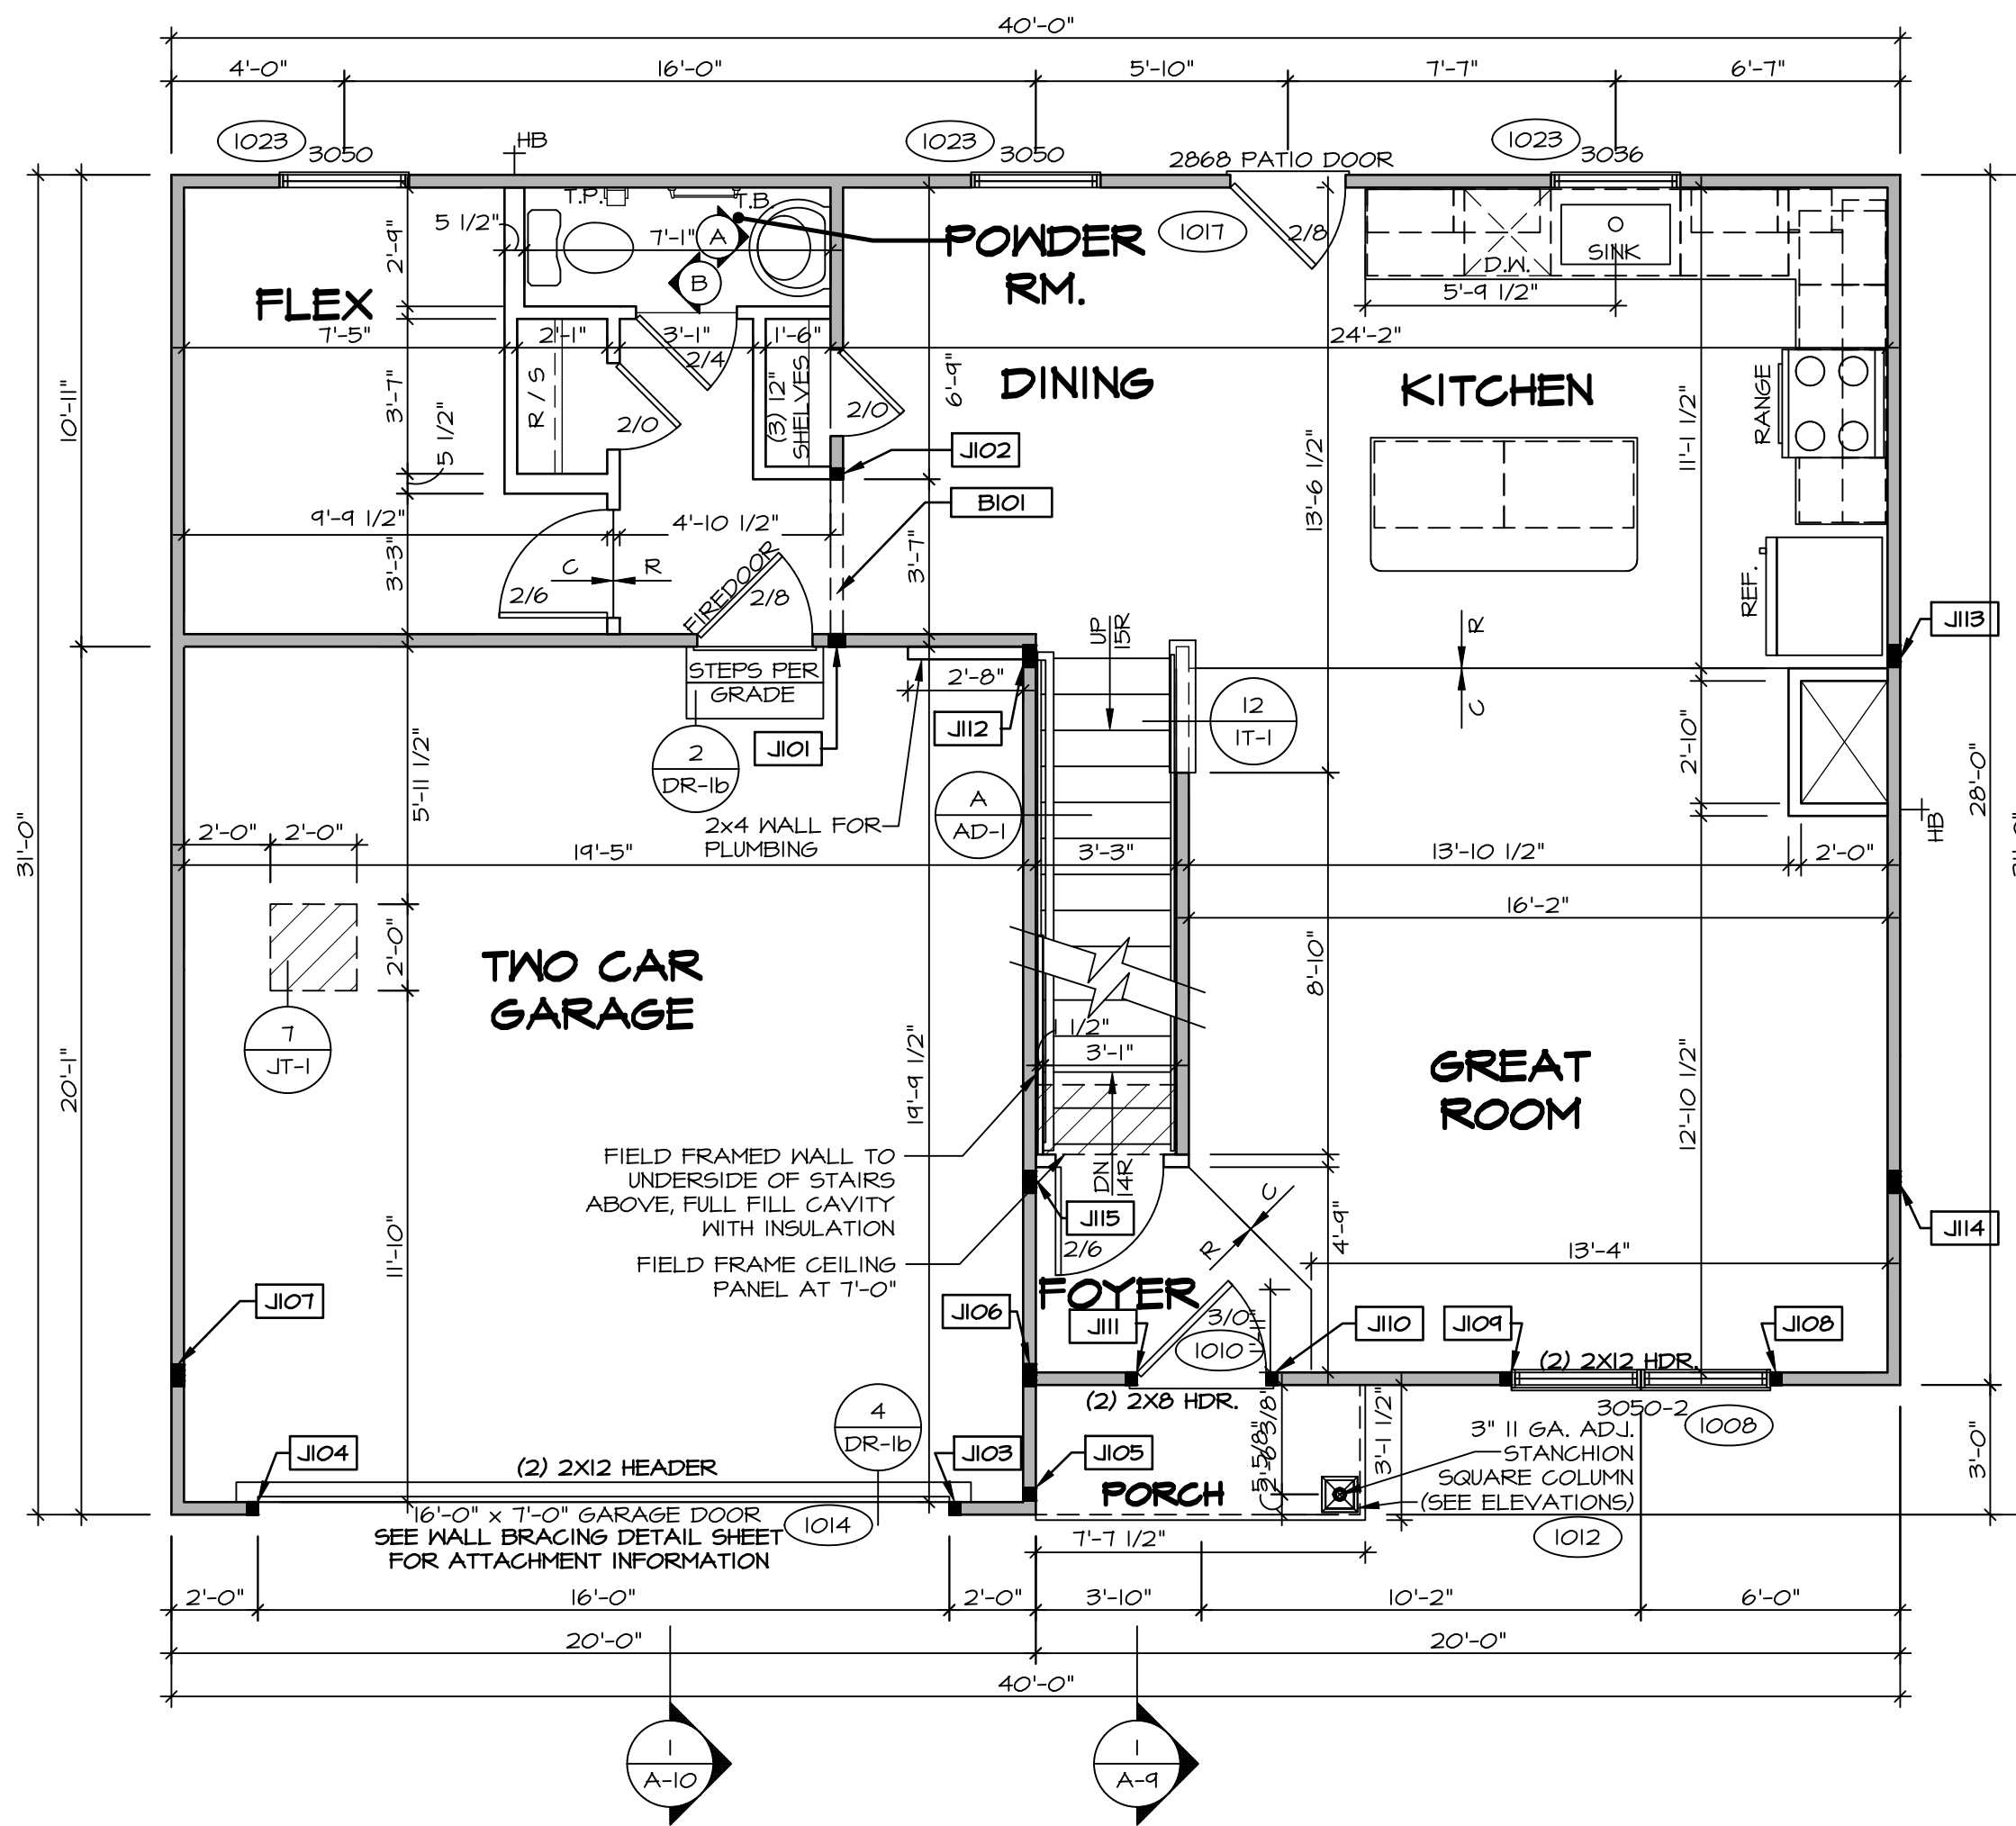 40'-0"
4'-0" 16'-0" 5'-10" 7'-7" 6'-7"
1023 3050 HB 1023 3050 2868 PATIO DOOR 1023 3036
T.P. T.B.
5 1/2" 7'-1" A POWDER 1017 2/8 SINK
D.W.
2'-9" B RM. 5'-9 1/2"
FLEX
7'-5" 2'-1" 3'-1" 1'-6" 24'-2"
2/4
DINING KITCHEN RANGE
3'-7" R / S (3) 12" 6'-9" 11'-1 1/2"
SHELVES
10'-11" 5 1/2" 2/0 2/0
J102
13'-6 1/2"
B101
9'-9 1/2" 4'-10 1/2"
3'-3" C R FIREDOOR 3'-7"
2/6 2/8 REF.
UP
15R R J113
STEPS PER
GRADE 2'-8"
C
12
IT-1
J112
J101
2
DR-1b
5'-11 1/2" 2'-10" 28'-0"
A
AD-1
2x4 WALL FOR
PLUMBING
HB
31'-0" 2'-0" 2'-0"
19'-5" 3'-3" 13'-10 1/2" 2'-0"
16'-2"
2'-0" 8'-10"
TWO CAR
GARAGE
7
JT-1
1 1/2"
3'-1"
20'-1" 19'-9 1/2" 12'-10 1/2"
GREAT
ROOM
FIELD FRAMED WALL TO
UNDERSIDE OF STAIRS
ABOVE, FULL FILL CAVITY
WITH INSULATION
DN
14R
C
R
J115 J114
11'-10" 2/6 4'-9" 13'-4"
FIELD FRAME CEILING
PANEL AT 7'-0"
FOYER
J107 J106 J111 3/0 J110 J109 J108
1010
(2) 2X12 HDR.
(2) 2X8 HDR. 3050-2 1008
4
DR-1b
3'-1 1/2"
3" 11 GA. ADJ.
STANCHION
SQUARE COLUMN
(SEE ELEVATIONS)
3'-0"
J104 J103 J105
(2) 2X12 HEADER
PORCH
16'-0" x 7'-0" GARAGE DOOR 1014 1012
SEE WALL BRACING DETAIL SHEET
FOR ATTACHMENT INFORMATION
7'-7 1/2"
2'-0" 16'-0" 2'-0" 3'-10" 10'-2" 6'-0"
20'-0" 20'-0"
40'-0"
1 1
A-10 A-9